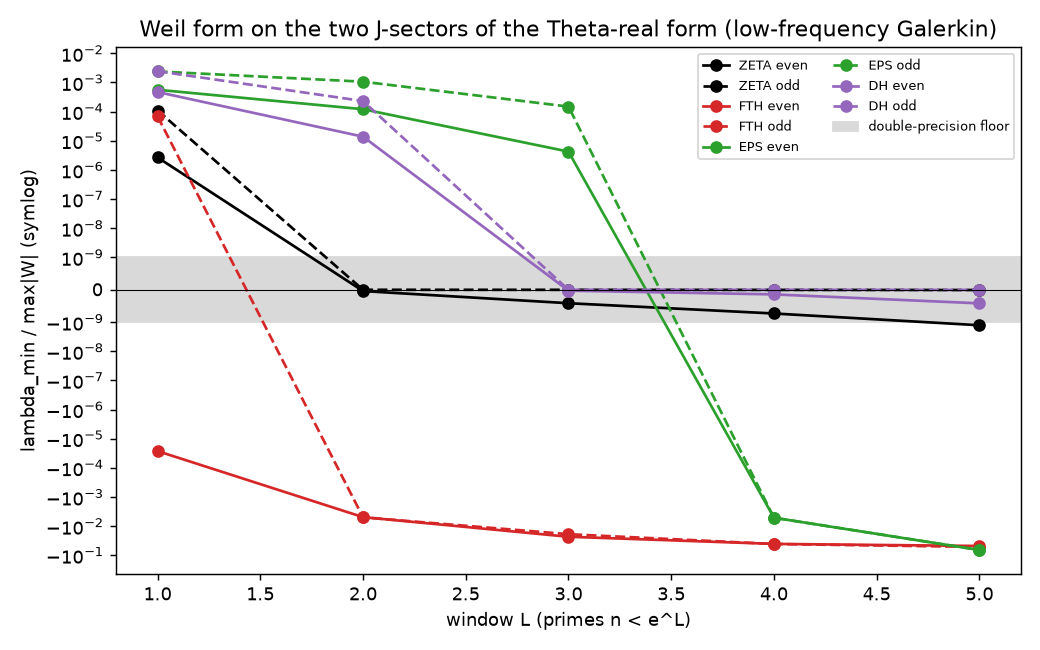 Weil form on the two J-sectors of the Theta-real form (low-frequency Galerkin)
lambda_min / max|W| (symlog)
10⁻²
10⁻³
10⁻⁴
10⁻⁵
10⁻⁶
10⁻⁷
10⁻⁸
10⁻⁹
0
−10⁻⁹
−10⁻⁸
−10⁻⁷
−10⁻⁶
−10⁻⁵
−10⁻⁴
−10⁻³
−10⁻²
−10⁻¹
ZETA even
ZETA odd
FTH even
FTH odd
EPS even
EPS odd
DH even
DH odd
double-precision floor
1.0 1.5 2.0 2.5 3.0 3.5 4.0 4.5 5.0
window L (primes n < e^L)